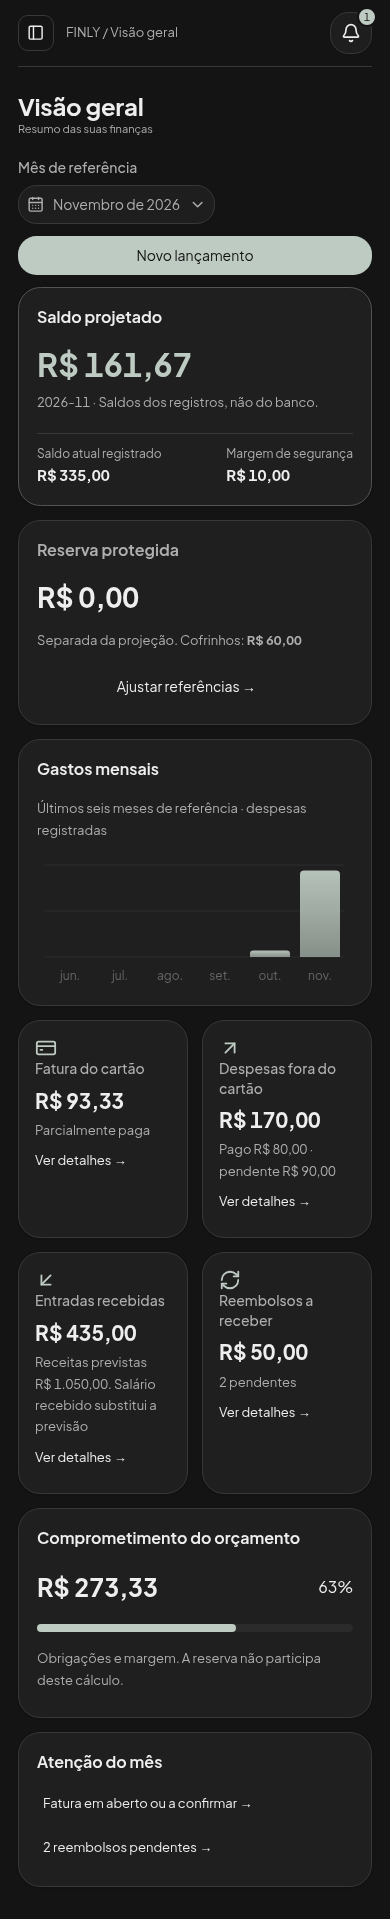 FINLY / Visão geral
1
Visão geral
Resumo das suas finanças
Mês de referência
Novembro de 2026
Novo lançamento
Saldo projetado
R$ 161,67
2026-11 · Saldos dos registros, não do banco.
Saldo atual registrado
R$ 335,00
Margem de segurança
R$ 10,00
Reserva protegida
R$ 0,00
Separada da projeção. Cofrinhos: R$ 60,00
Ajustar referências →
Gastos mensais
Últimos seis meses de referência · despesas
registradas
jun. jul. ago. set. out. nov.
Fatura do cartão
R$ 93,33
Parcialmente paga
Ver detalhes →
Despesas fora do
cartão
R$ 170,00
Pago R$ 80,00 ·
pendente R$ 90,00
Ver detalhes →
Entradas recebidas
R$ 435,00
Receitas previstas
R$ 1.050,00. Salário
recebido substitui a
previsão
Ver detalhes →
Reembolsos a
receber
R$ 50,00
2 pendentes
Ver detalhes →
Comprometimento do orçamento
R$ 273,33
63%
Obrigações e margem. A reserva não participa
deste cálculo.
Atenção do mês
Fatura em aberto ou a confirmar →
2 reembolsos pendentes →